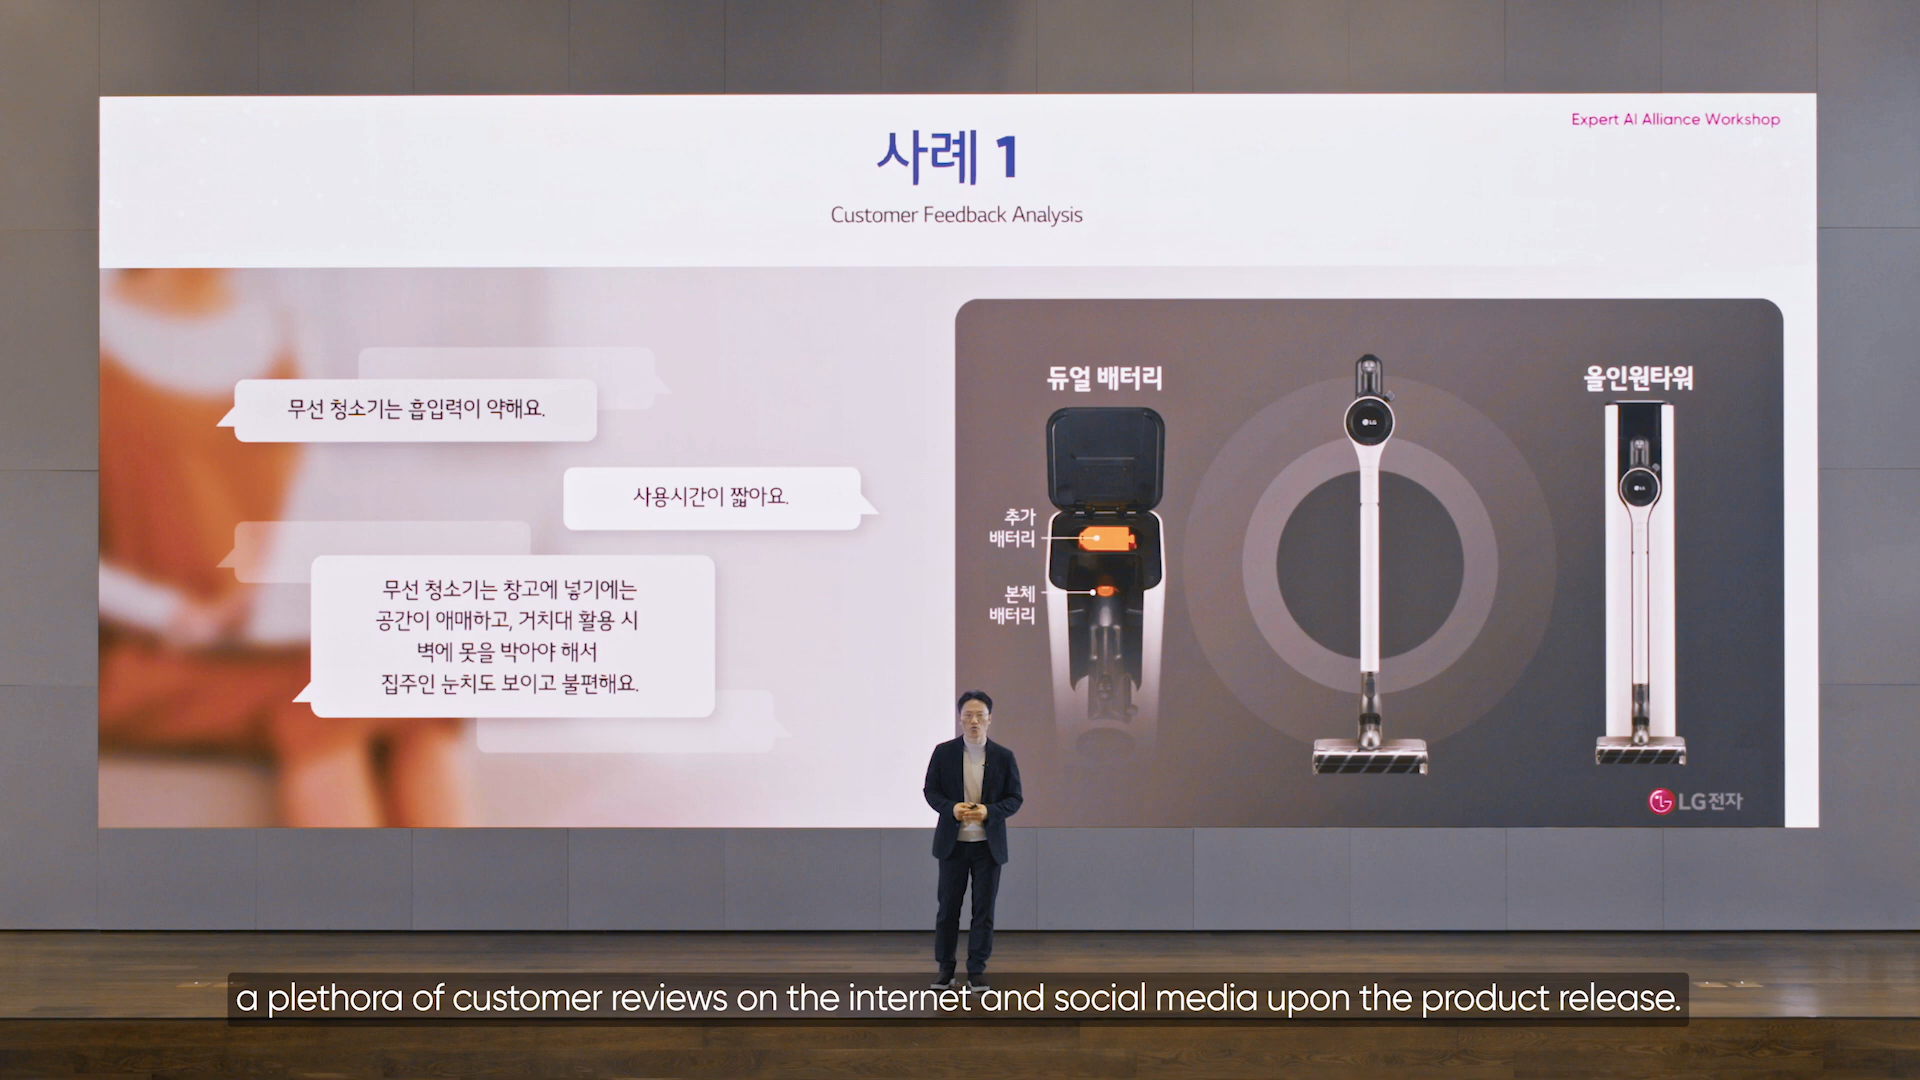 Expert AI Alliance Workshop
사례 1
Customer Feedback Analysis
무선 청소기는 흡입력이 약해요.
사용시간이 짧아요.
무선 청소기는 창고에 넣기에는
공간이 애매하고, 거치대 활용 시
벽에 못을 박아야 해서
집주인 눈치도 보이고 불편해요.
듀얼 배터리
추가
배터리
본체
배터리
LG
올인원타워
LG
LG전자
a plethora of customer reviews on the internet and social media upon the product release.